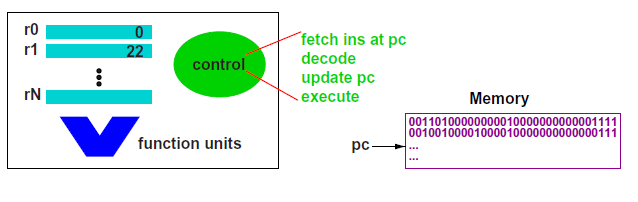 r0 0
r1 22
rN
function units
control
fetch ins at pc
decode
update pc
execute
Memory
00110100000000010000000000001111
00100100001000010000000000000111
...
...
pc